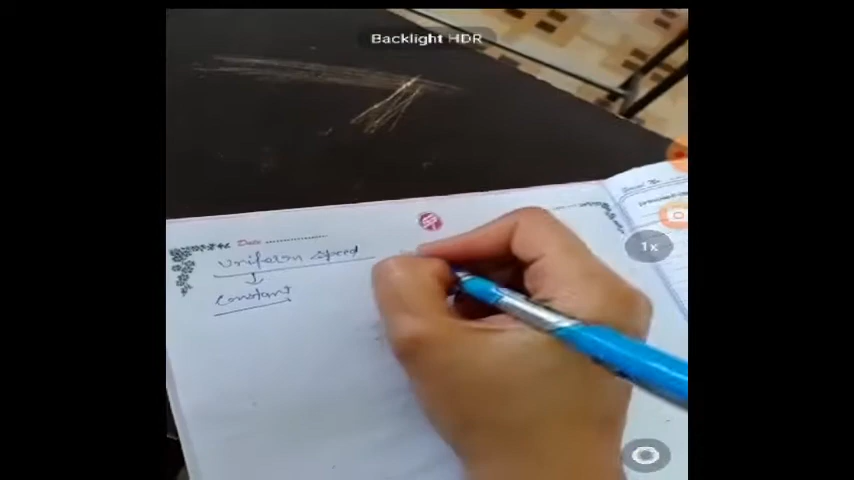 Backlight HDR
Date
Uniform speed
↓
Constant
1x